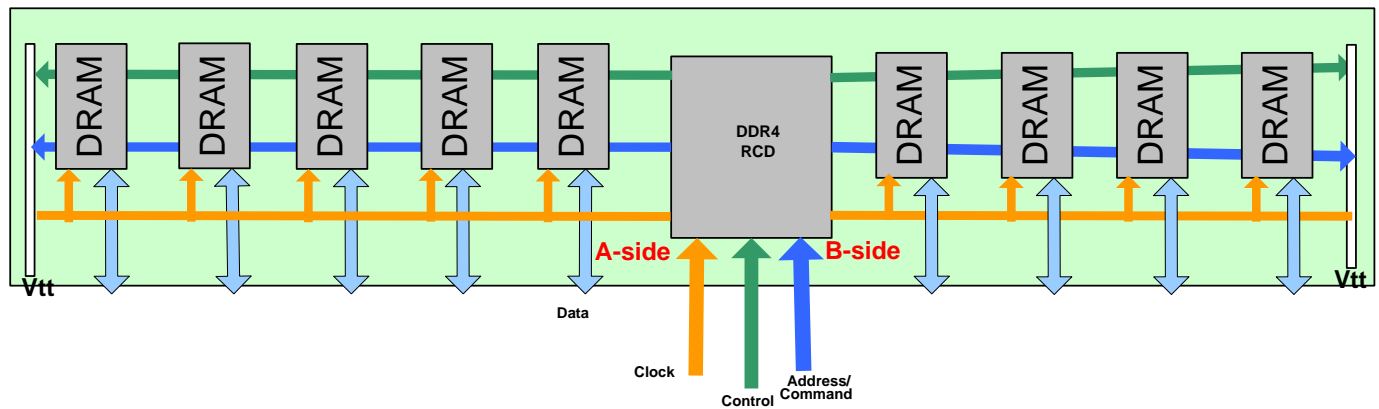 DRAM
DRAM
DRAM
DRAM
DRAM
DDR4
RCD
DRAM
DRAM
DRAM
DRAM
A-side
B-side
Vtt
Vtt
Data
Clock
Control
Address/
Command